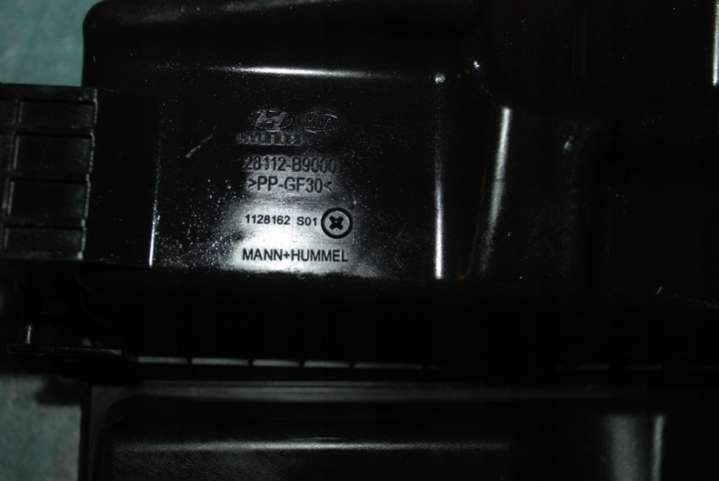 28112-B9000
>PP-GF30<
1128162 S01
MANN+HUMMEL